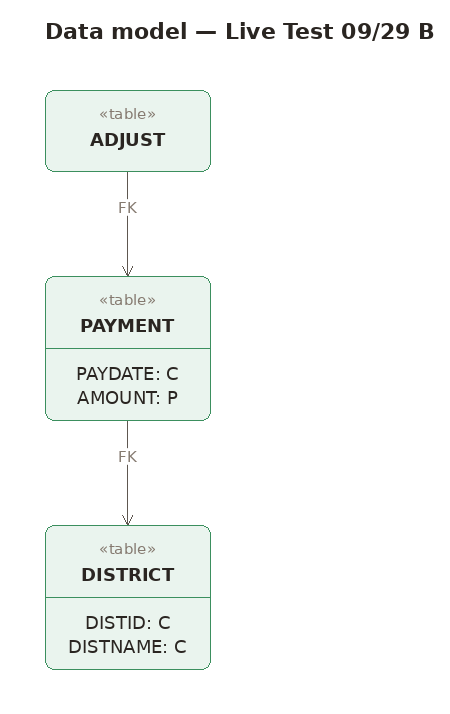 Data model — Live Test 09/29 B
«table»
ADJUST
FK
«table»
PAYMENT
PAYDATE: C
AMOUNT: P
FK
«table»
DISTRICT
DISTID: C
DISTNAME: C